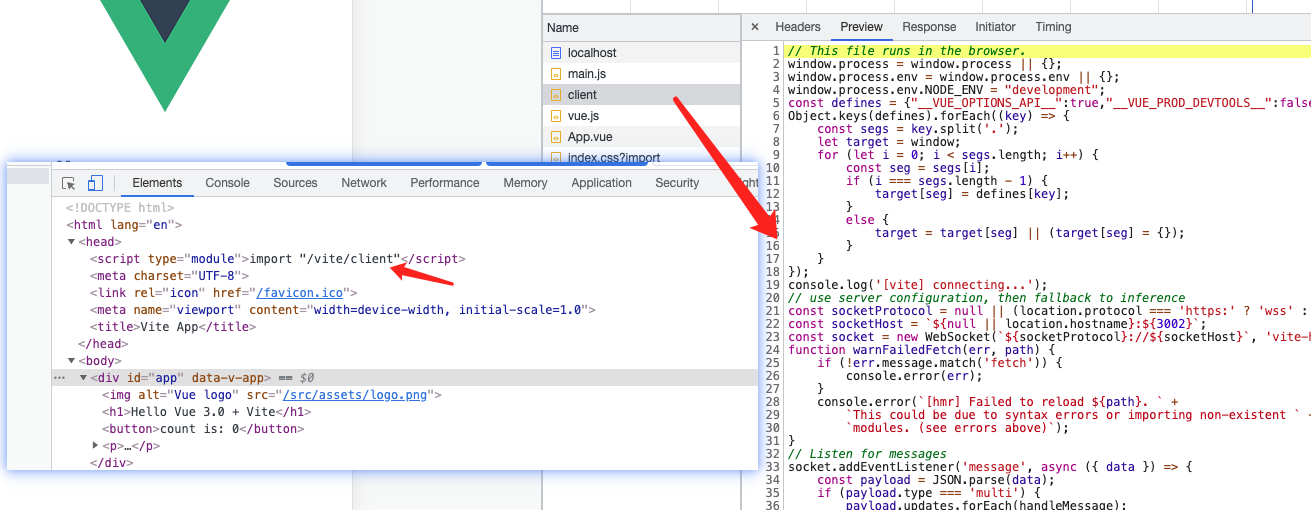 Name
localhost
main.js
client
vue.js
App.vue
index.css?import
× Headers Preview Response Initiator Timing
1 // This file runs in the browser.
2 window.process = window.process || {};
3 window.process.env = window.process.env || {};
4 window.process.env.NODE_ENV = "development";
5 const defines = {"__VUE_OPTIONS_API__":true,"__VUE_PROD_DEVTOOLS__":false
6 Object.keys(defines).forEach((key) => {
7 const segs = key.split('.');
8 let target = window;
9 for (let i = 0; i < segs.length; i++) {
10 const seg = segs[i];
11 if (i === segs.length - 1) {
12 target[seg] = defines[key];
13 }
14 else {
15 target = target[seg] || (target[seg] = {});
16 }
17 }
18 });
19 console.log('[vite] connecting...');
20 // use server configuration, then fallback to inference
21 const socketProtocol = null || (location.protocol === 'https:' ? 'wss' :
22 const socketHost = `${null || location.hostname}:${3002}`;
23 const socket = new WebSocket(`${socketProtocol}://${socketHost}`, 'vite-h
24 function warnFailedFetch(err, path) {
25 if (!err.message.match('fetch')) {
26 console.error(err);
27 }
28 console.error(`[hmr] Failed to reload ${path}. ` +
29 `This could be due to syntax errors or importing non-existent ` +
30 `modules. (see errors above)`);
31 }
32 // Listen for messages
33 socket.addEventListener('message', async ({ data }) => {
34 const payload = JSON.parse(data);
35 if (payload.type === 'multi') {
36 payload.updates.forEach(handleMessage);
Elements Console Sources Network Performance Memory Application Security
<!DOCTYPE html>
<html lang="en">
<head>
<script type="module">import "/vite/client"</script>
<meta charset="UTF-8">
<link rel="icon" href="/favicon.ico">
<meta name="viewport" content="width=device-width, initial-scale=1.0">
<title>Vite App</title>
</head>
<body>
<div id="app" data-v-app> == $0
<img alt="Vue logo" src="/src/assets/logo.png">
<h1>Hello Vue 3.0 + Vite</h1>
<button>count is: 0</button>
<p>…</p>
</div>